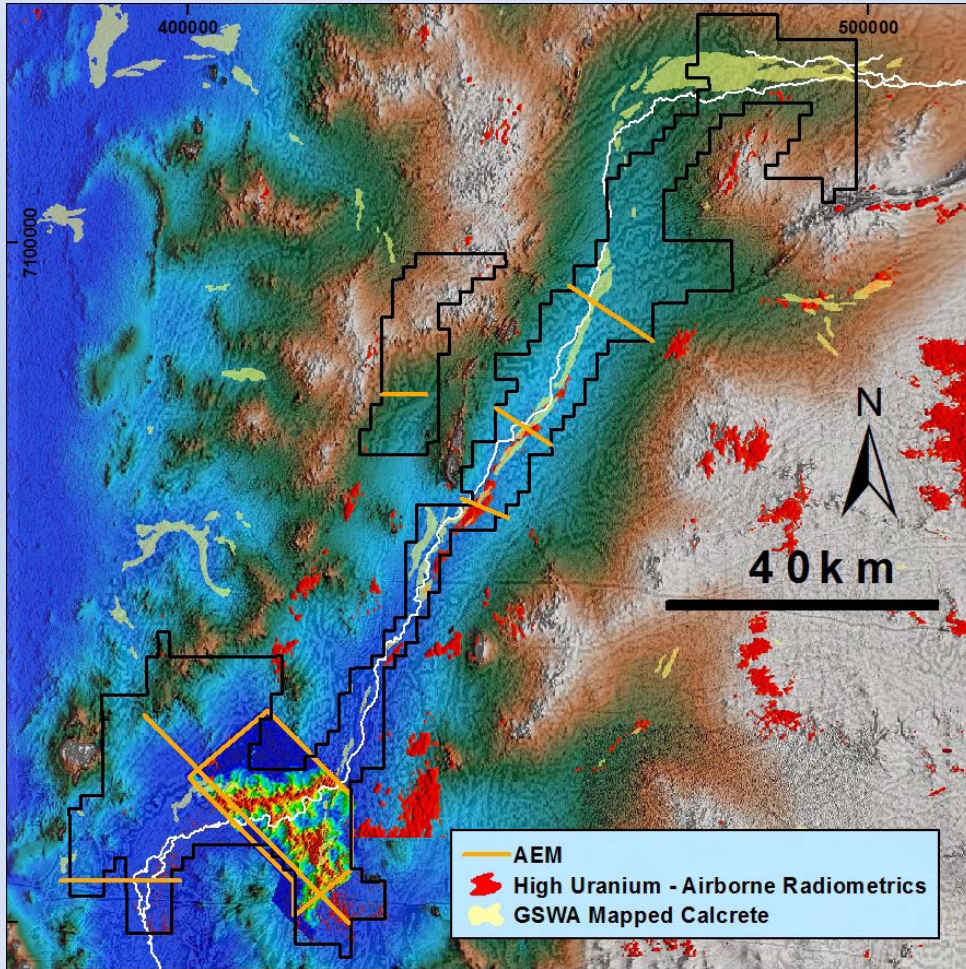 400000
500000
7100000
N
40km
AEM
High Uranium - Airborne Radiometrics
GSWA Mapped Calcrete